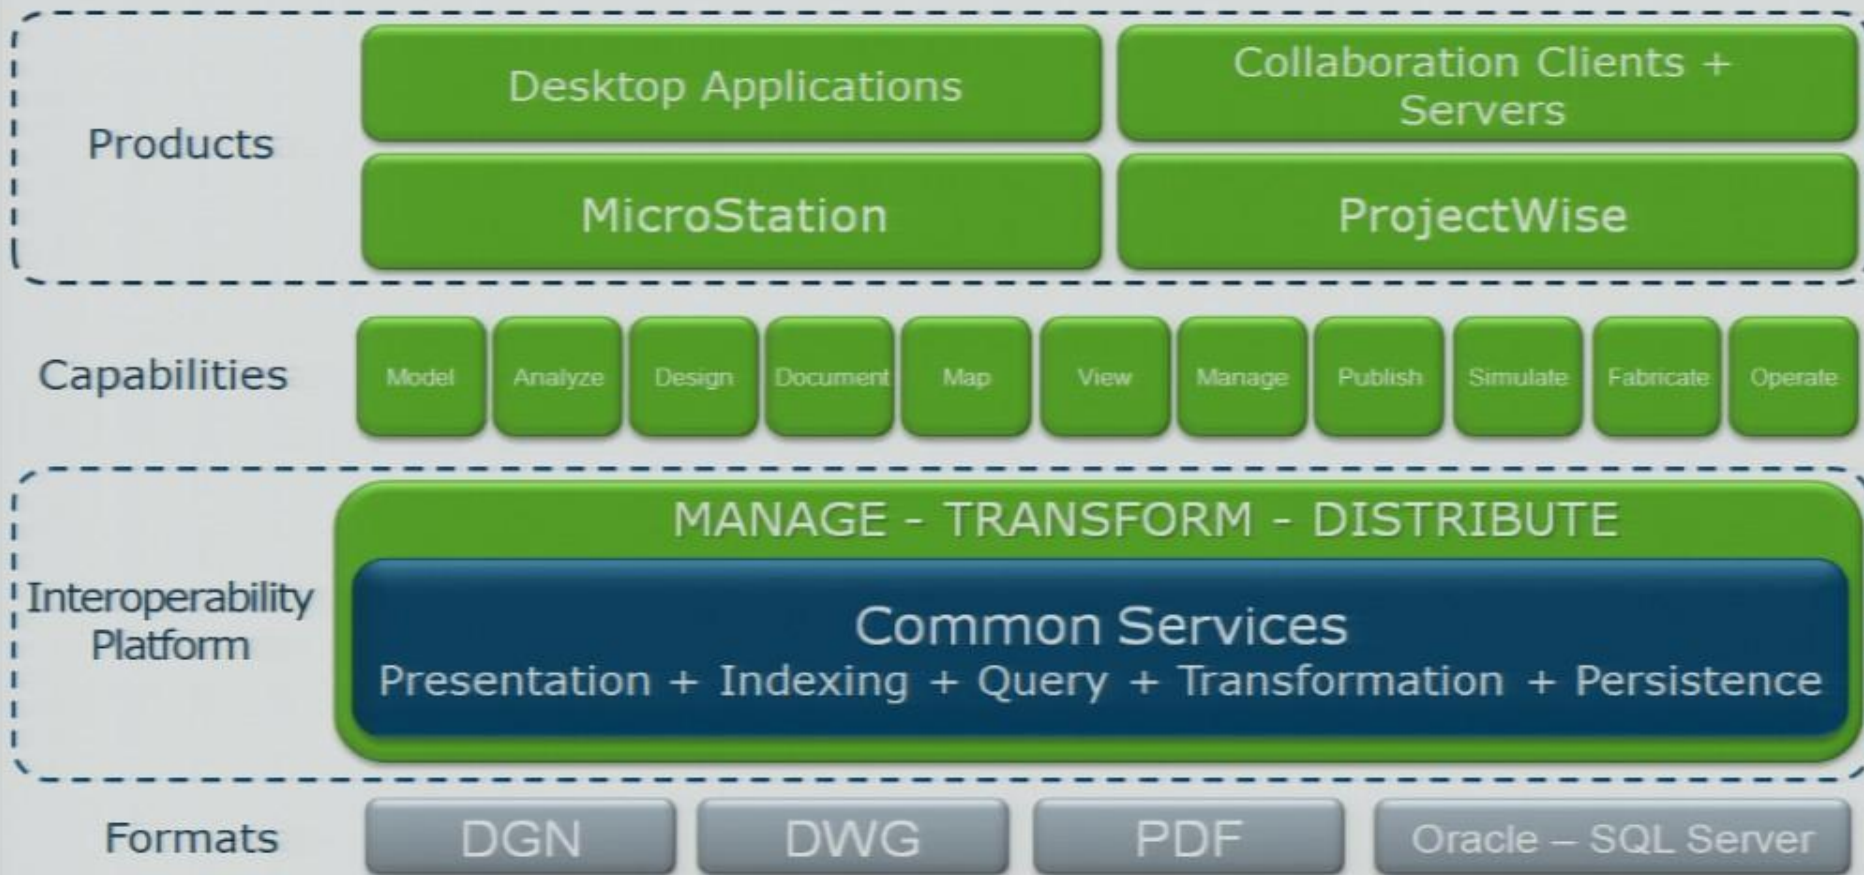 Products
Desktop Applications
Collaboration Clients +
Servers
MicroStation
ProjectWise
Capabilities
Model
Analyze
Design
Document
Map
View
Manage
Publish
Simulate
Fabricate
Operate
Interoperability
Platform
MANAGE - TRANSFORM - DISTRIBUTE
Common Services
Presentation + Indexing + Query + Transformation + Persistence
Formats
DGN
DWG
PDF
Oracle – SQL Server